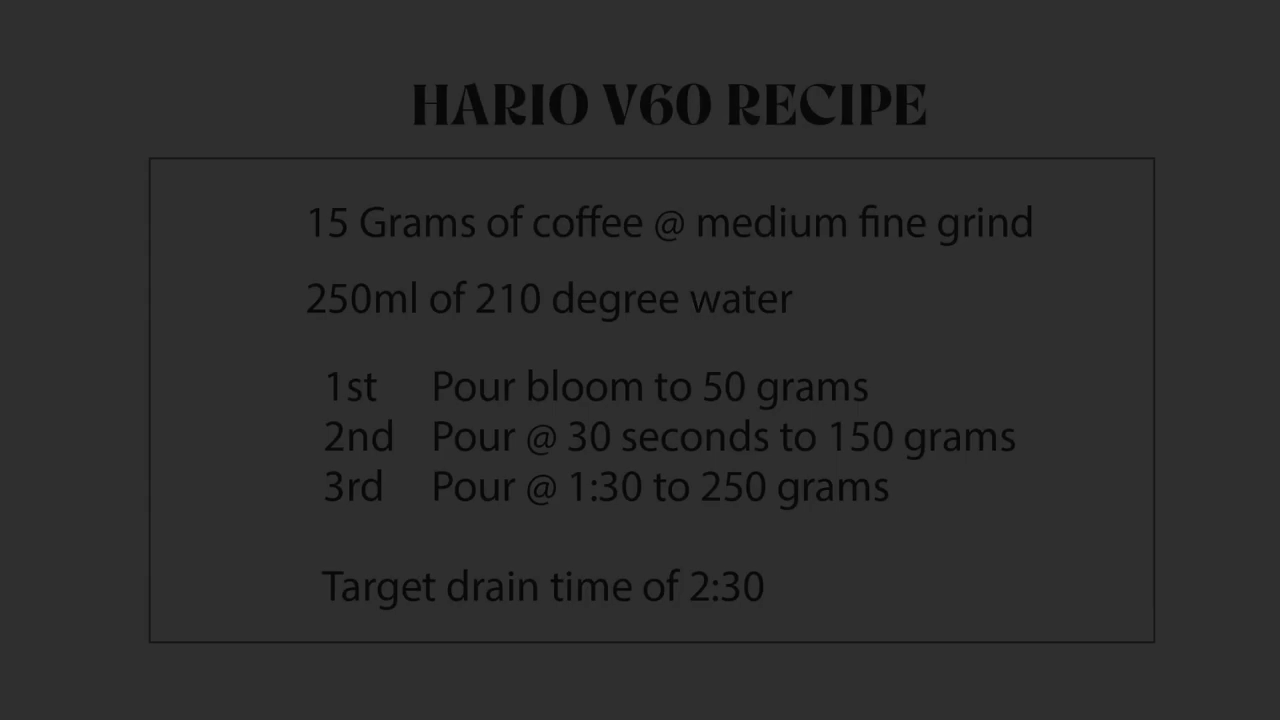 HARIO V60 RECIPE
15 Grams of coffee @ medium fine grind
250ml of 210 degree water
1st Pour bloom to 50 grams
2nd Pour @ 30 seconds to 150 grams
3rd Pour @ 1:30 to 250 grams
Target drain time of 2:30